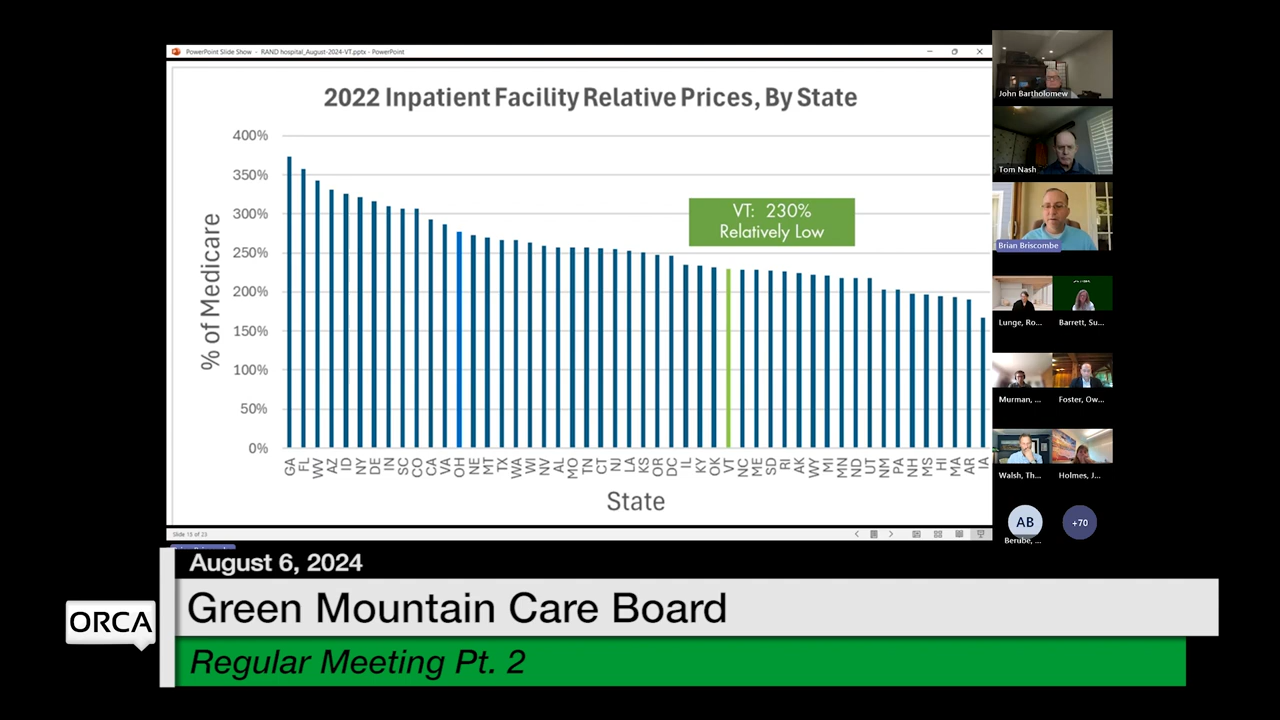 PowerPoint Slide Show - RAND hospital_August-2024-VT.pptx - PowerPoint
2022 Inpatient Facility Relative Prices, By State
400%
350%
300%
250%
200%
150%
100%
50%
0%
% of Medicare
VT: 230%
Relatively Low
GA FL WV AZ ID NY DE IN SC CO CA VA OH NE MT TX WA WI NV AL MO TN CT NJ LA KS OR DC IL KY OK VT NC ME SD RI AK WY MI MN ND UT NM PA NH MS HI MA AR IA
State
Slide 15 of 23
John Bartholomew
Tom Nash
Brian Briscombe
Lunge, Ro...
Barrett, Su...
Murman, ...
Foster, Ow...
Walsh, Th...
Holmes, J...
AB
+70
Berube, ...
August 6, 2024
ORCA
Green Mountain Care Board
Regular Meeting Pt. 2